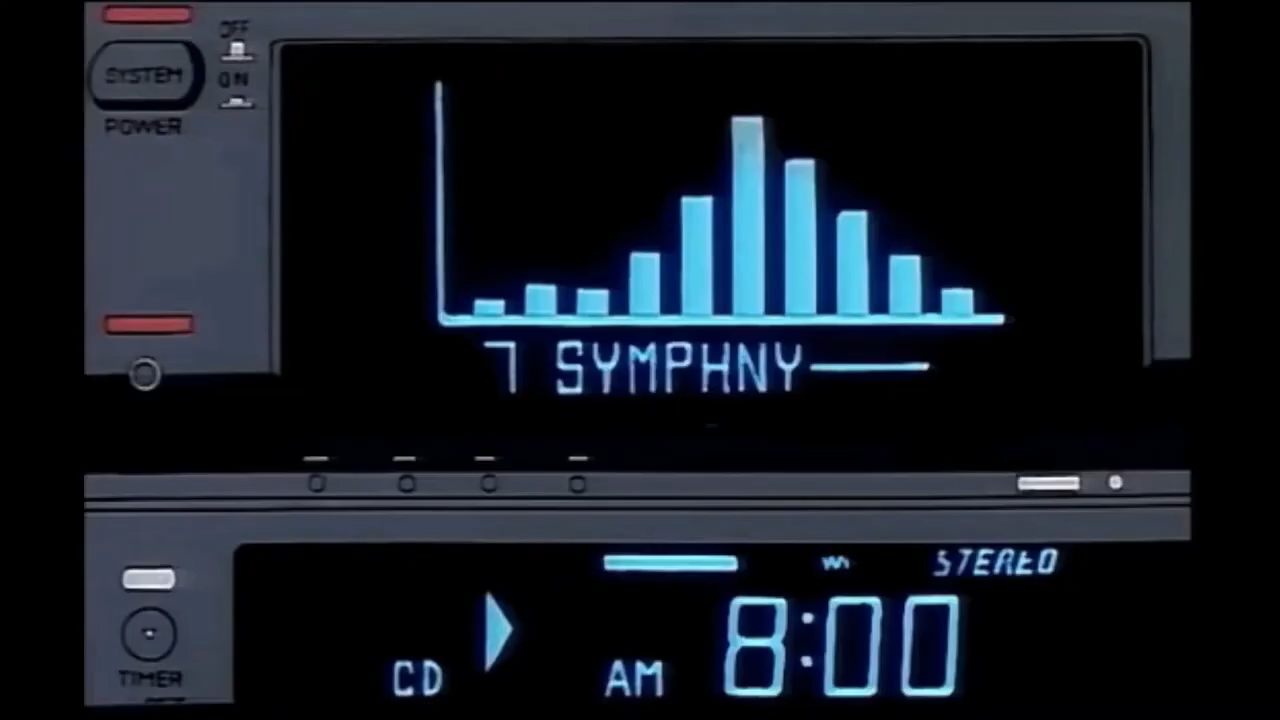 OFF
SYSTEM
ON
POWER
7 SYMPHNY
STEREO
CD AM 8:00
TIMER